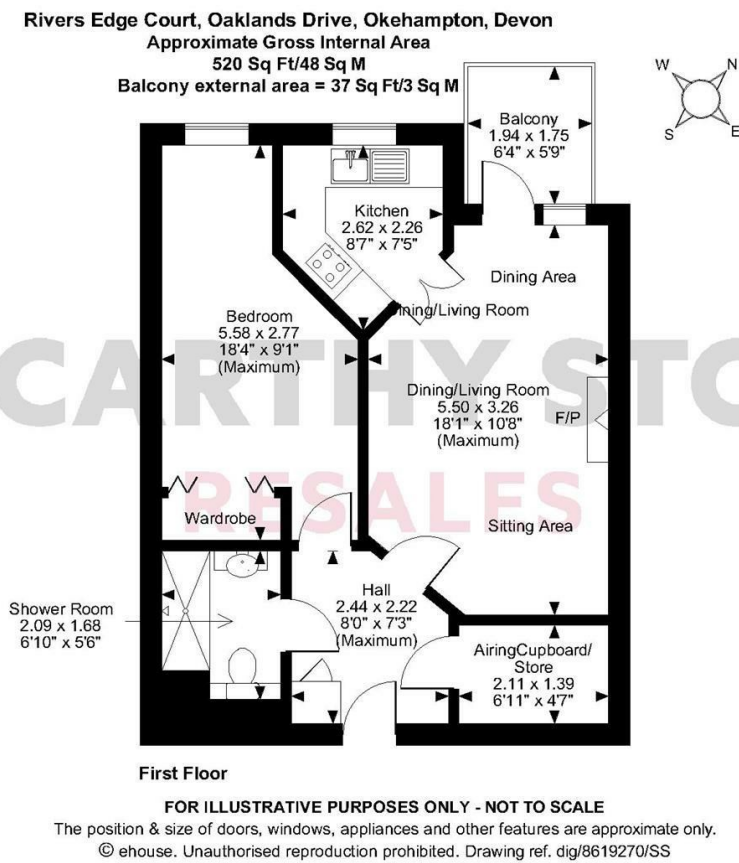 Rivers Edge Court, Oaklands Drive, Okehampton, Devon
Approximate Gross Internal Area
520 Sq Ft/48 Sq M
Balcony external area = 37 Sq Ft/3 Sq M
W
N
S
E
Balcony
1.94 x 1.75
6'4" x 5'9"
Kitchen
2.62 x 2.26
8'7" x 7'5"
Dining Area
Dining/Living Room
Bedroom
5.58 x 2.77
18'4" x 9'1"
(Maximum)
CARTHY STO
Dining/Living Room
5.50 x 3.26
18'1" x 10'8"
(Maximum)
F/P
RESALES
Wardrobe
Sitting Area
Shower Room
2.09 x 1.68
6'10" x 5'6"
Hall
2.44 x 2.22
8'0" x 7'3"
(Maximum)
AiringCupboard/
Store
2.11 x 1.39
6'11" x 4'7"
First Floor
FOR ILLUSTRATIVE PURPOSES ONLY - NOT TO SCALE
The position & size of doors, windows, appliances and other features are approximate only.
© ehouse. Unauthorised reproduction prohibited. Drawing ref. dig/8619270/SS